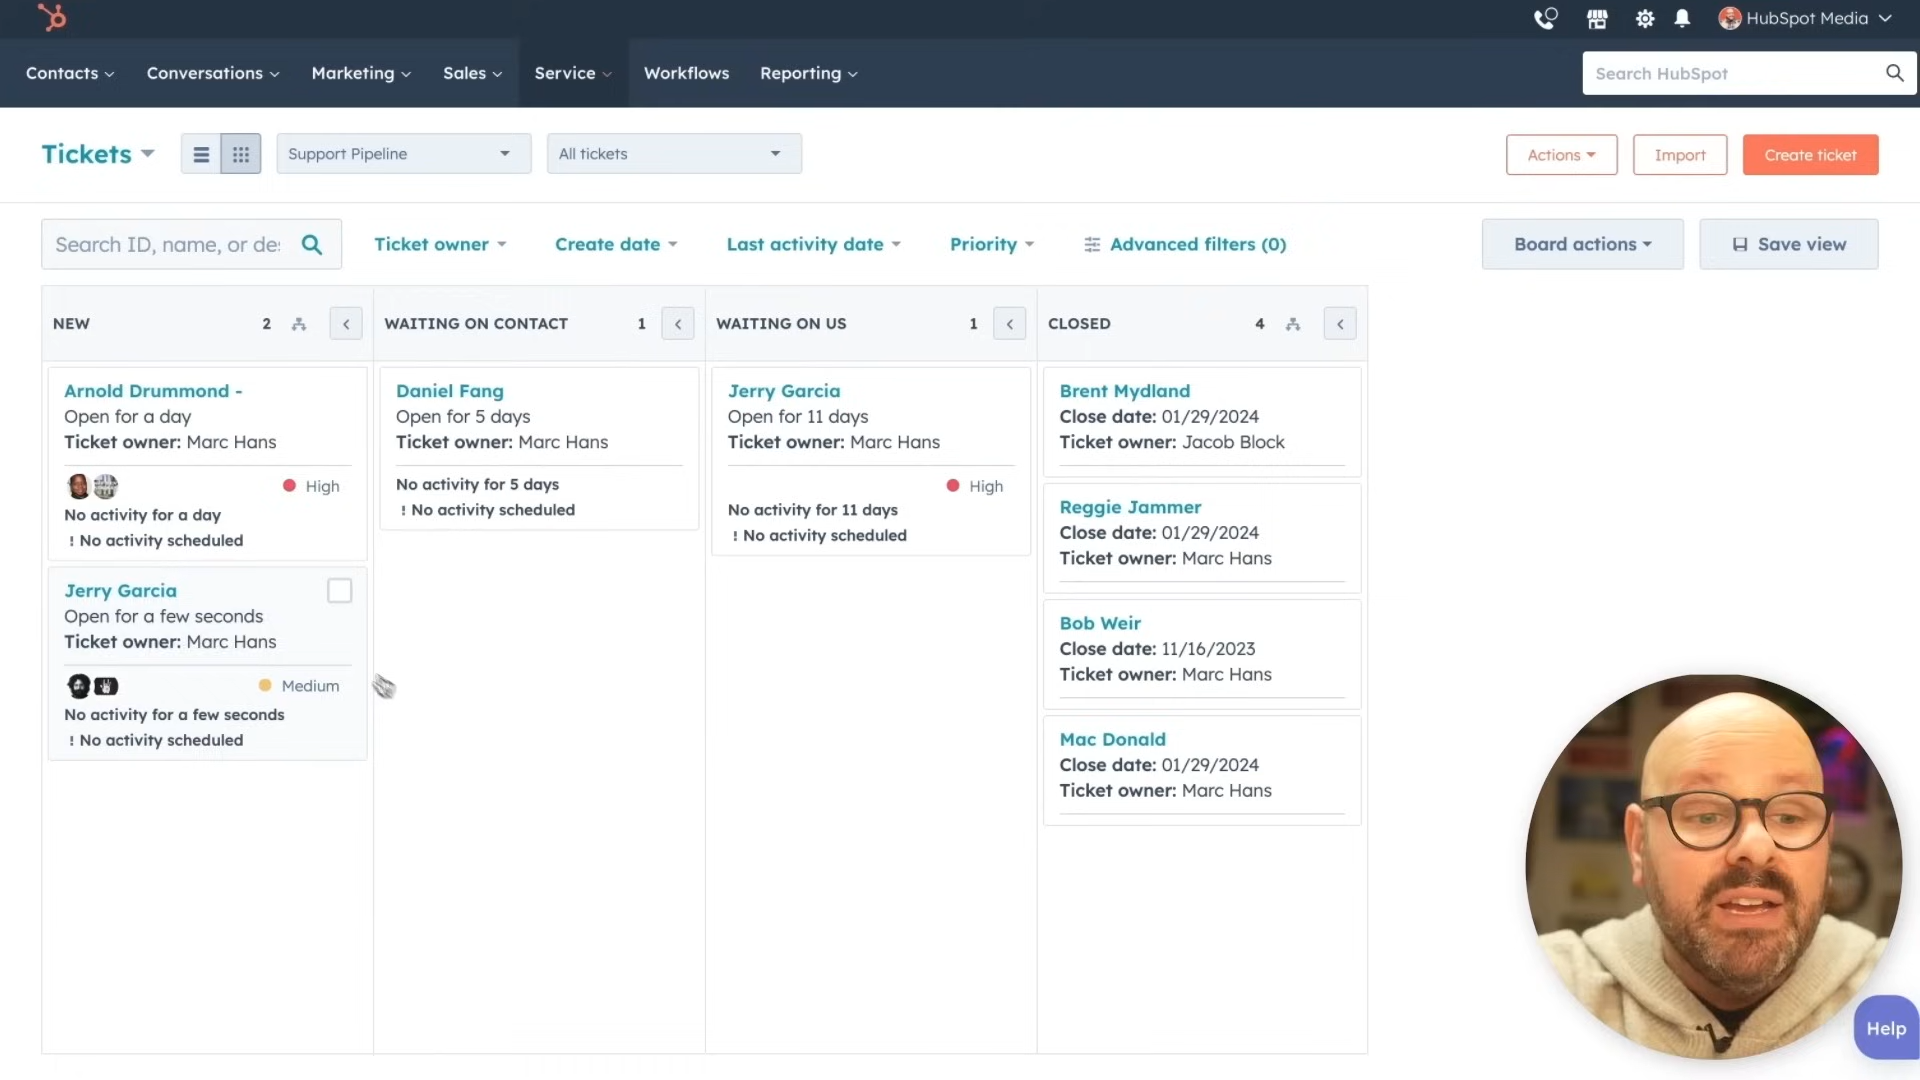 HubSpot Media
Contacts Conversations Marketing Sales Service Workflows Reporting
Search HubSpot
Tickets
Support Pipeline
All tickets
Actions
Import
Create ticket
Search ID, name, or de
Ticket owner
Create date
Last activity date
Priority
Advanced filters (0)
Board actions
Save view
NEW 2
Arnold Drummond -
Open for a day
Ticket owner: Marc Hans
High
No activity for a day
! No activity scheduled
Jerry Garcia
Open for a few seconds
Ticket owner: Marc Hans
Medium
No activity for a few seconds
! No activity scheduled
WAITING ON CONTACT 1
Daniel Fang
Open for 5 days
Ticket owner: Marc Hans
No activity for 5 days
! No activity scheduled
WAITING ON US 1
Jerry Garcia
Open for 11 days
Ticket owner: Marc Hans
High
No activity for 11 days
! No activity scheduled
CLOSED 4
Brent Mydland
Close date: 01/29/2024
Ticket owner: Jacob Block
Reggie Jammer
Close date: 01/29/2024
Ticket owner: Marc Hans
Bob Weir
Close date: 11/16/2023
Ticket owner: Marc Hans
Mac Donald
Close date: 01/29/2024
Ticket owner: Marc Hans
Help